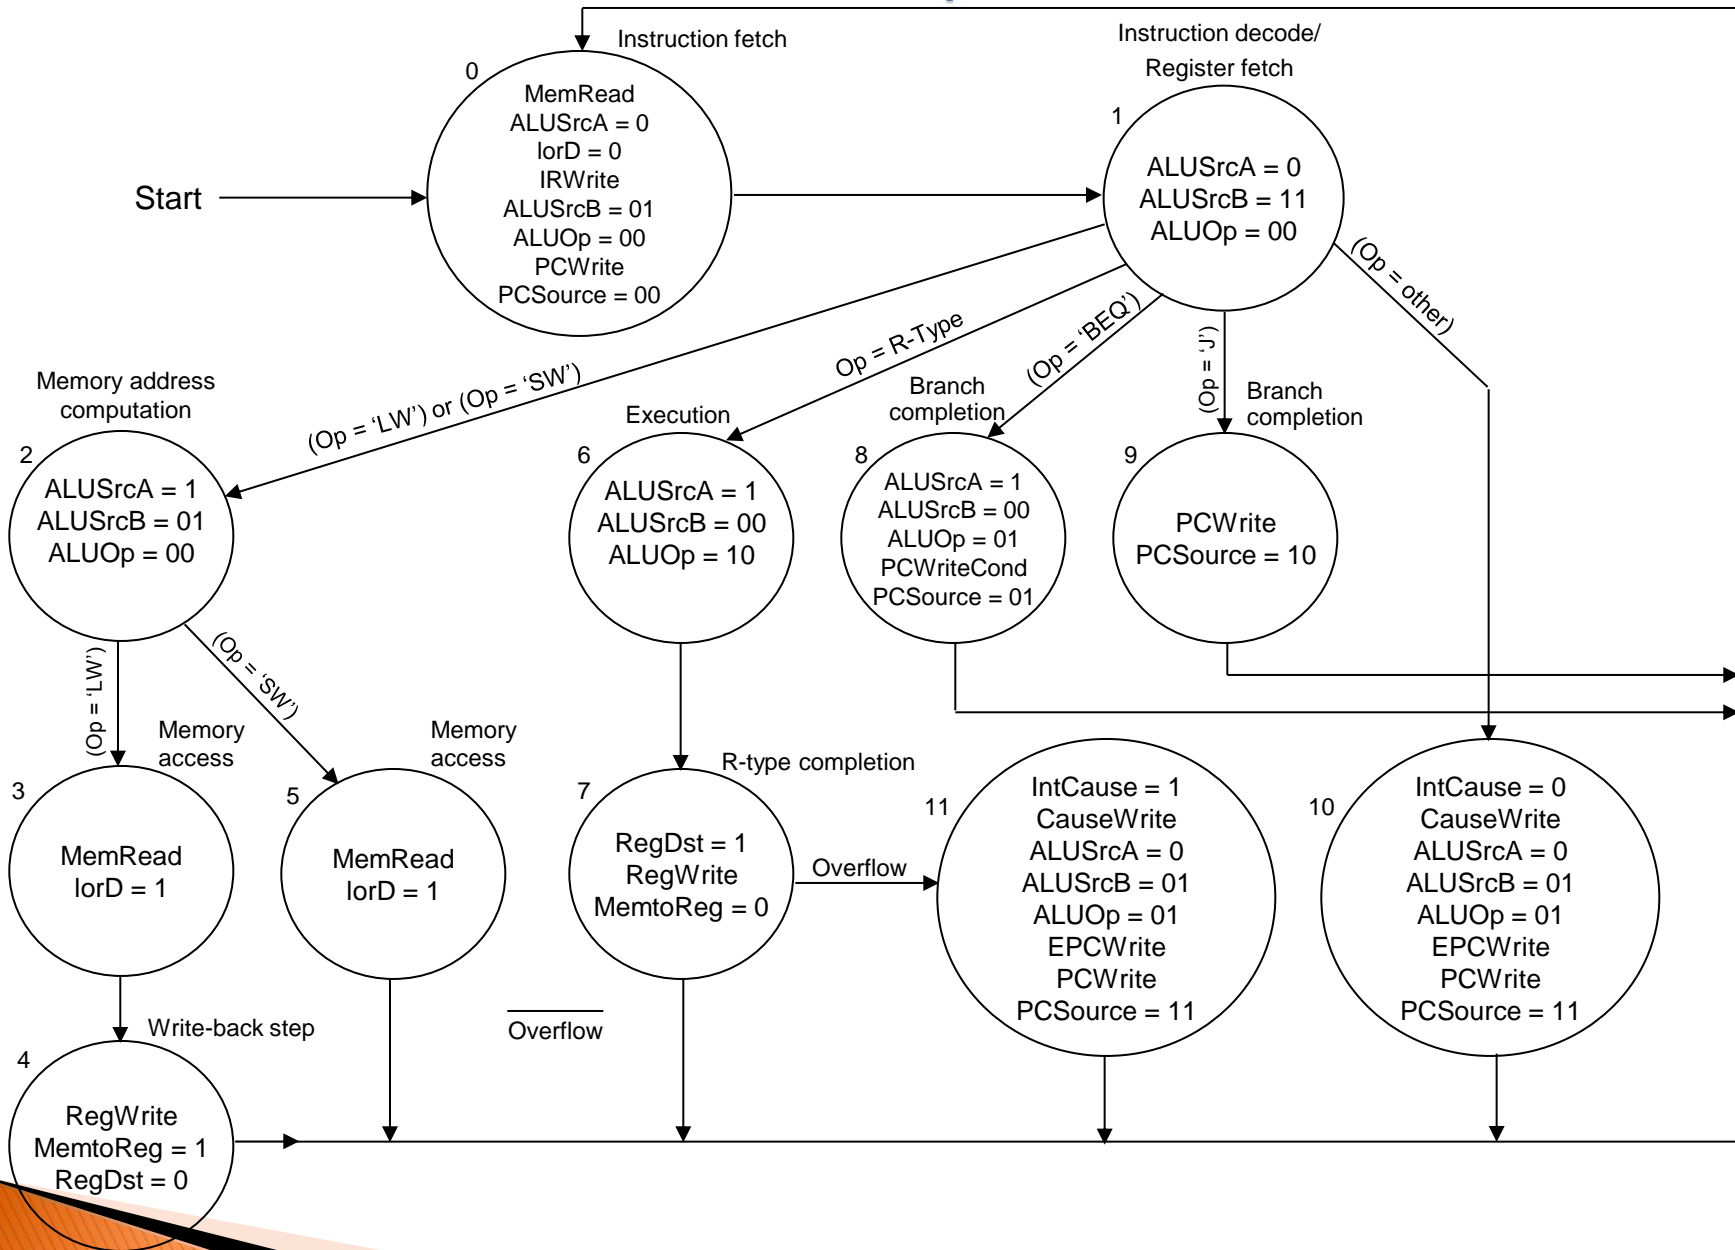 Instruction fetch
0
MemRead
ALUSrcA = 0
IorD = 0
IRWrite
ALUSrcB = 01
ALUOp = 00
PCWrite
PCSource = 00
Start
Instruction decode/
Register fetch
1
ALUSrcA = 0
ALUSrcB = 11
ALUOp = 00
(Op = ‘LW’) or (Op = ‘SW’)
Op = R-Type
(Op = ‘BEQ’)
(Op = ‘J’)
(Op = other)
Memory address
computation
2
ALUSrcA = 1
ALUSrcB = 01
ALUOp = 00
Execution
6
ALUSrcA = 1
ALUSrcB = 00
ALUOp = 10
Branch
completion
8
ALUSrcA = 1
ALUSrcB = 00
ALUOp = 01
PCWriteCond
PCSource = 01
Branch
completion
9
PCWrite
PCSource = 10
(Op = ‘LW’)
(Op = ‘SW’)
Memory
access
3
MemRead
IorD = 1
Memory
access
5
MemRead
IorD = 1
R-type completion
7
RegDst = 1
RegWrite
MemtoReg = 0
Overflow
11
IntCause = 1
CauseWrite
ALUSrcA = 0
ALUSrcB = 01
ALUOp = 01
EPCWrite
PCWrite
PCSource = 11
10
IntCause = 0
CauseWrite
ALUSrcA = 0
ALUSrcB = 01
ALUOp = 01
EPCWrite
PCWrite
PCSource = 11
Write-back step
4
RegWrite
MemtoReg = 1
RegDst = 0
Overflow